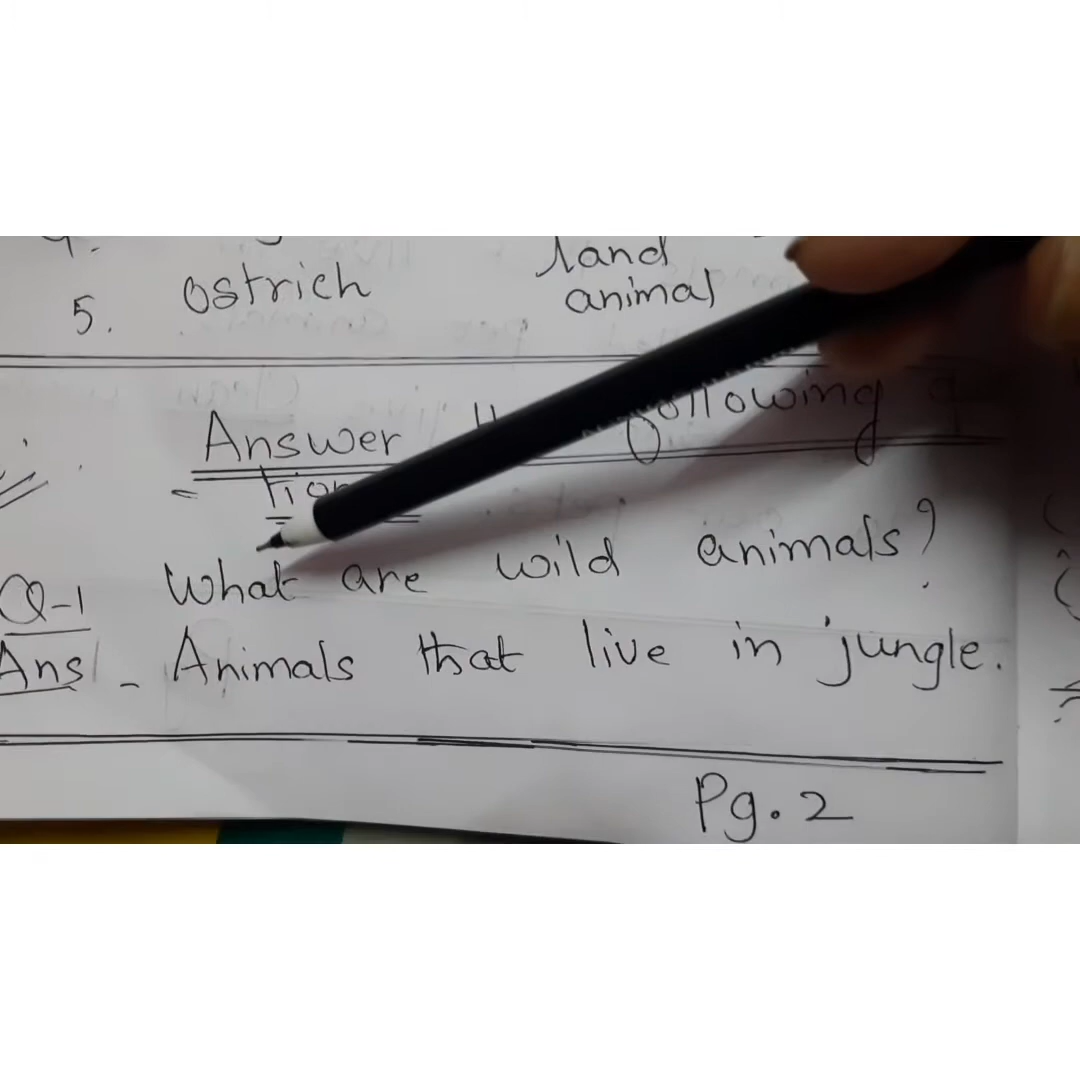 5. ostrich land animal
Answer following
What are wild animals?
Q-1
Ans - Animals that live in jungle.
Pg. 2